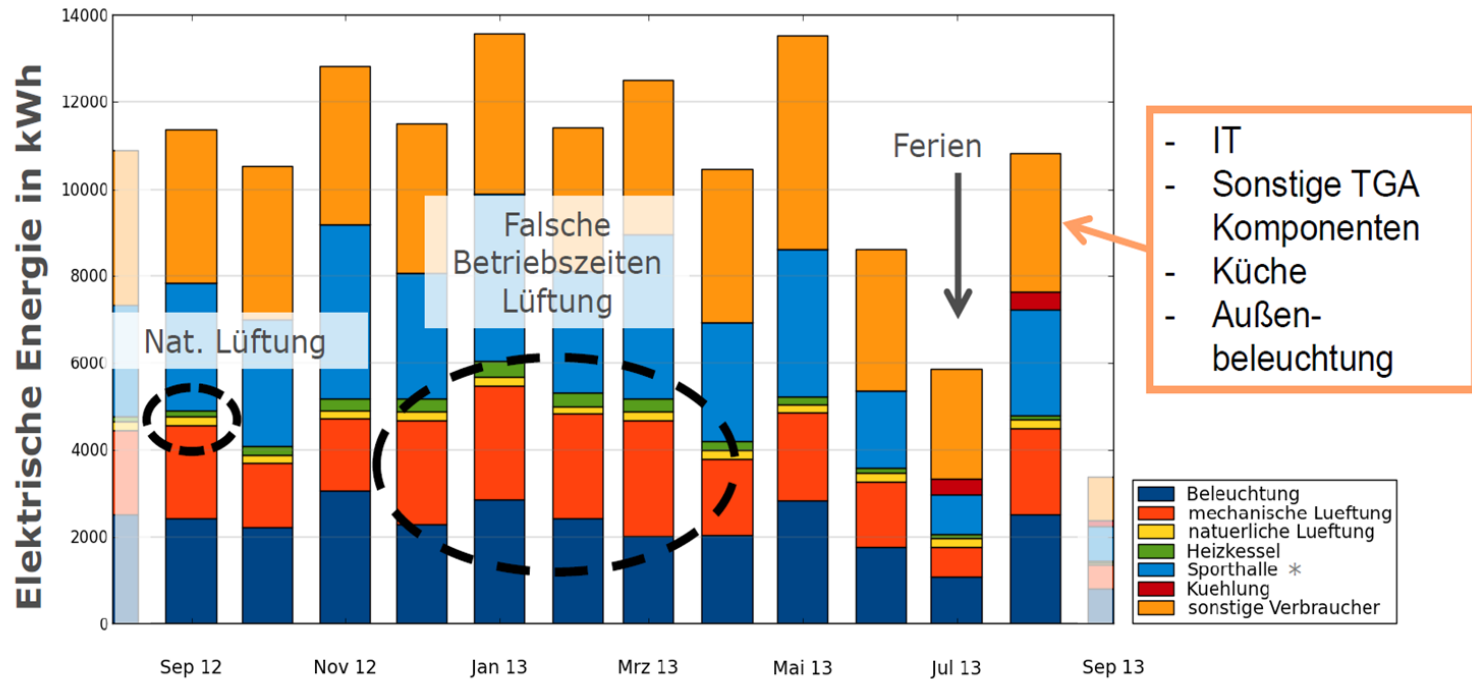 Elektrische Energie in kWh
14000
12000
10000
8000
6000
4000
2000
0
Nat. Lüftung
Falsche
Betriebszeiten
Lüftung
Ferien
- IT
- Sonstige TGA
Komponenten
- Küche
- Außen-
beleuchtung
Beleuchtung
mechanische Lueftung
natuerliche Lueftung
Heizkessel
Sporthalle *
Kuehlung
sonstige Verbraucher
Sep 12
Nov 12
Jan 13
Mrz 13
Mai 13
Jul 13
Sep 13